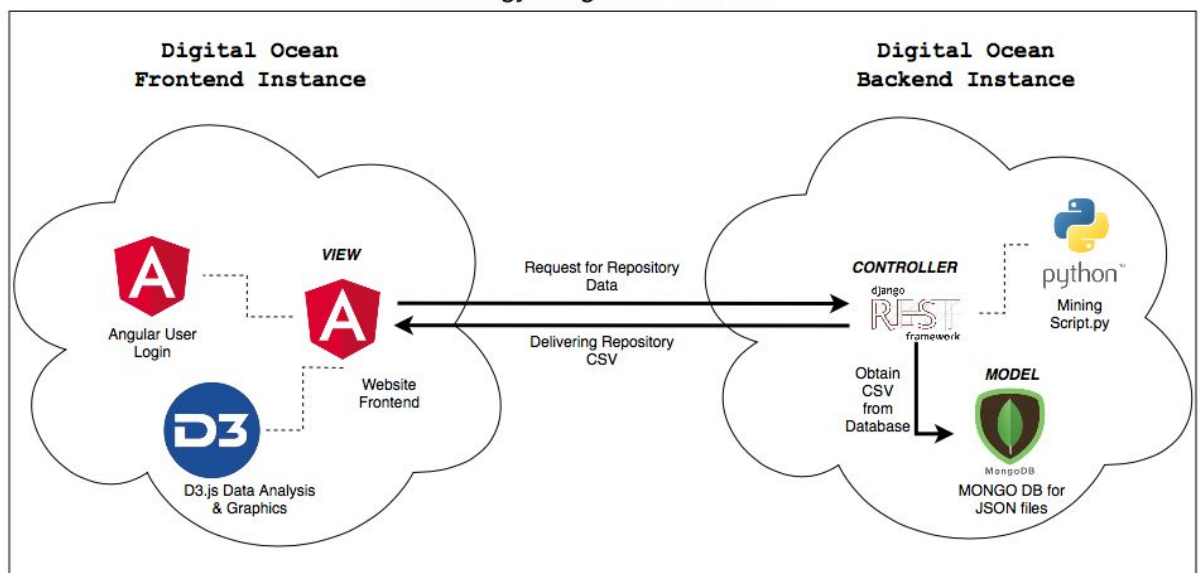 Digital Ocean
Frontend Instance
Digital Ocean
Backend Instance
VIEW
Angular User
Login
Website
Frontend
D3
D3.js Data Analysis
& Graphics
Request for Repository
Data
Delivering Repository
CSV
CONTROLLER
django
REST
framework
python™
Mining
Script.py
Obtain
CSV
from
Database
MODEL
MongoDB
MONGO DB for
JSON files